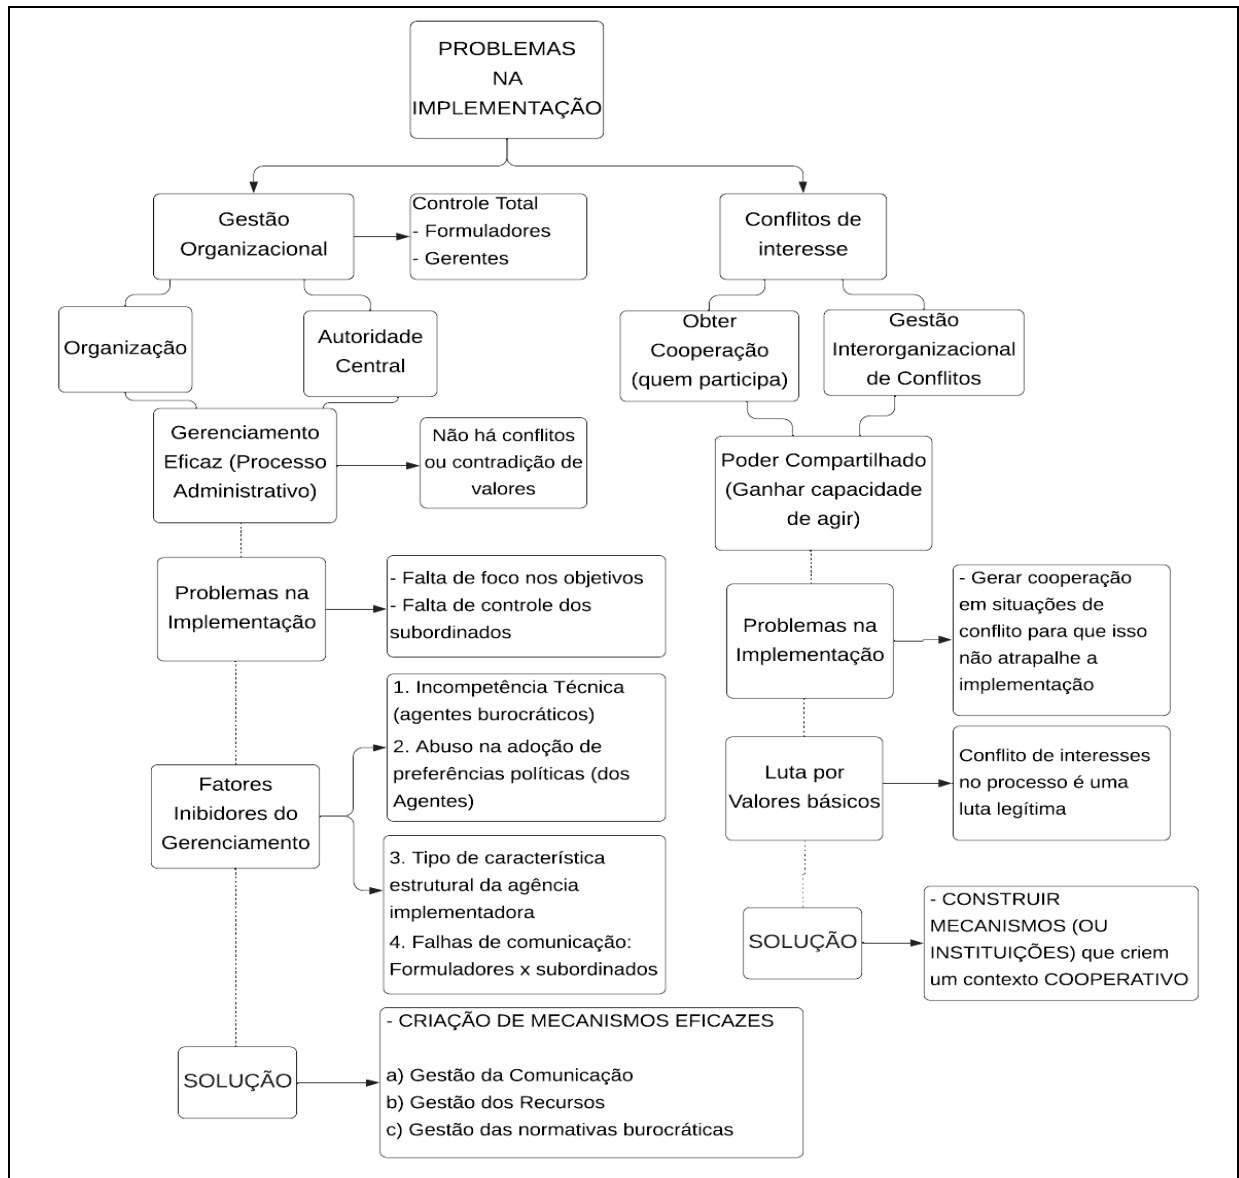 PROBLEMAS
NA
IMPLEMENTAÇÃO
Gestão
Organizacional
Controle Total
- Formuladores
- Gerentes
Conflitos de
interesse
Organização
Autoridade
Central
Obter
Cooperação
(quem participa)
Gestão
Interorganizacional
de Conflitos
Gerenciamento
Eficaz (Processo
Administrativo)
Não há conflitos
ou contradição de
valores
Poder Compartilhado
(Ganhar capacidade
de agir)
Problemas na
Implementação
- Falta de foco nos objetivos
- Falta de controle dos
subordinados
Problemas na
Implementação
- Gerar cooperação
em situações de
conflito para que isso
não atrapalhe a
implementação
Fatores
Inibidores do
Gerenciamento
1. Incompetência Técnica
(agentes burocráticos)
2. Abuso na adoção de
preferências políticas (dos
Agentes)
3. Tipo de característica
estrutural da agência
implementadora
4. Falhas de comunicação:
Formuladores x subordinados
Luta por
Valores básicos
Conflito de interesses
no processo é uma
luta legítima
SOLUÇÃO
- CONSTRUIR
MECANISMOS (OU
INSTITUIÇÕES) que criem
um contexto COOPERATIVO
SOLUÇÃO
- CRIAÇÃO DE MECANISMOS EFICAZES
a) Gestão da Comunicação
b) Gestão dos Recursos
c) Gestão das normativas burocráticas